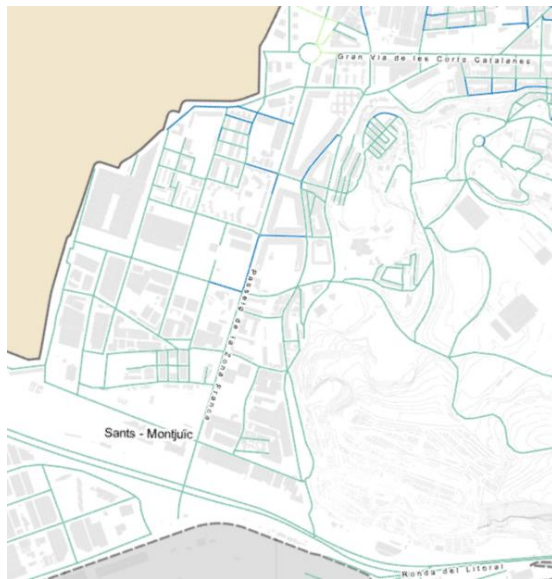 Gran Via de les Corts Catalanes
Passeig de la Zona Franca
Sants - Montjuïc
Ronda del Litoral